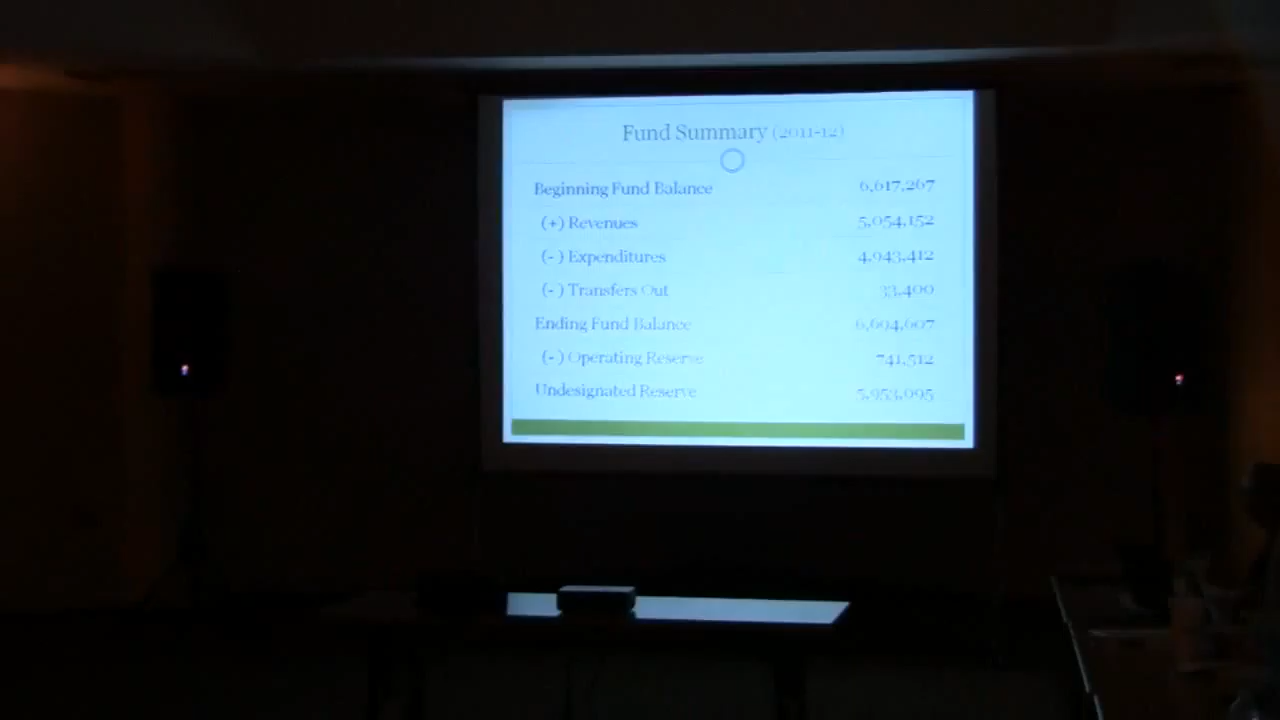 Fund Summary (2011-12)
Beginning Fund Balance 6,617,267
(+) Revenues 5,054,152
(-) Expenditures 4,943,412
(-) Transfers Out 33,400
Ending Fund Balance 6,694,607
(-) Operating Reserve 741,512
Undesignated Reserve 5,953,095